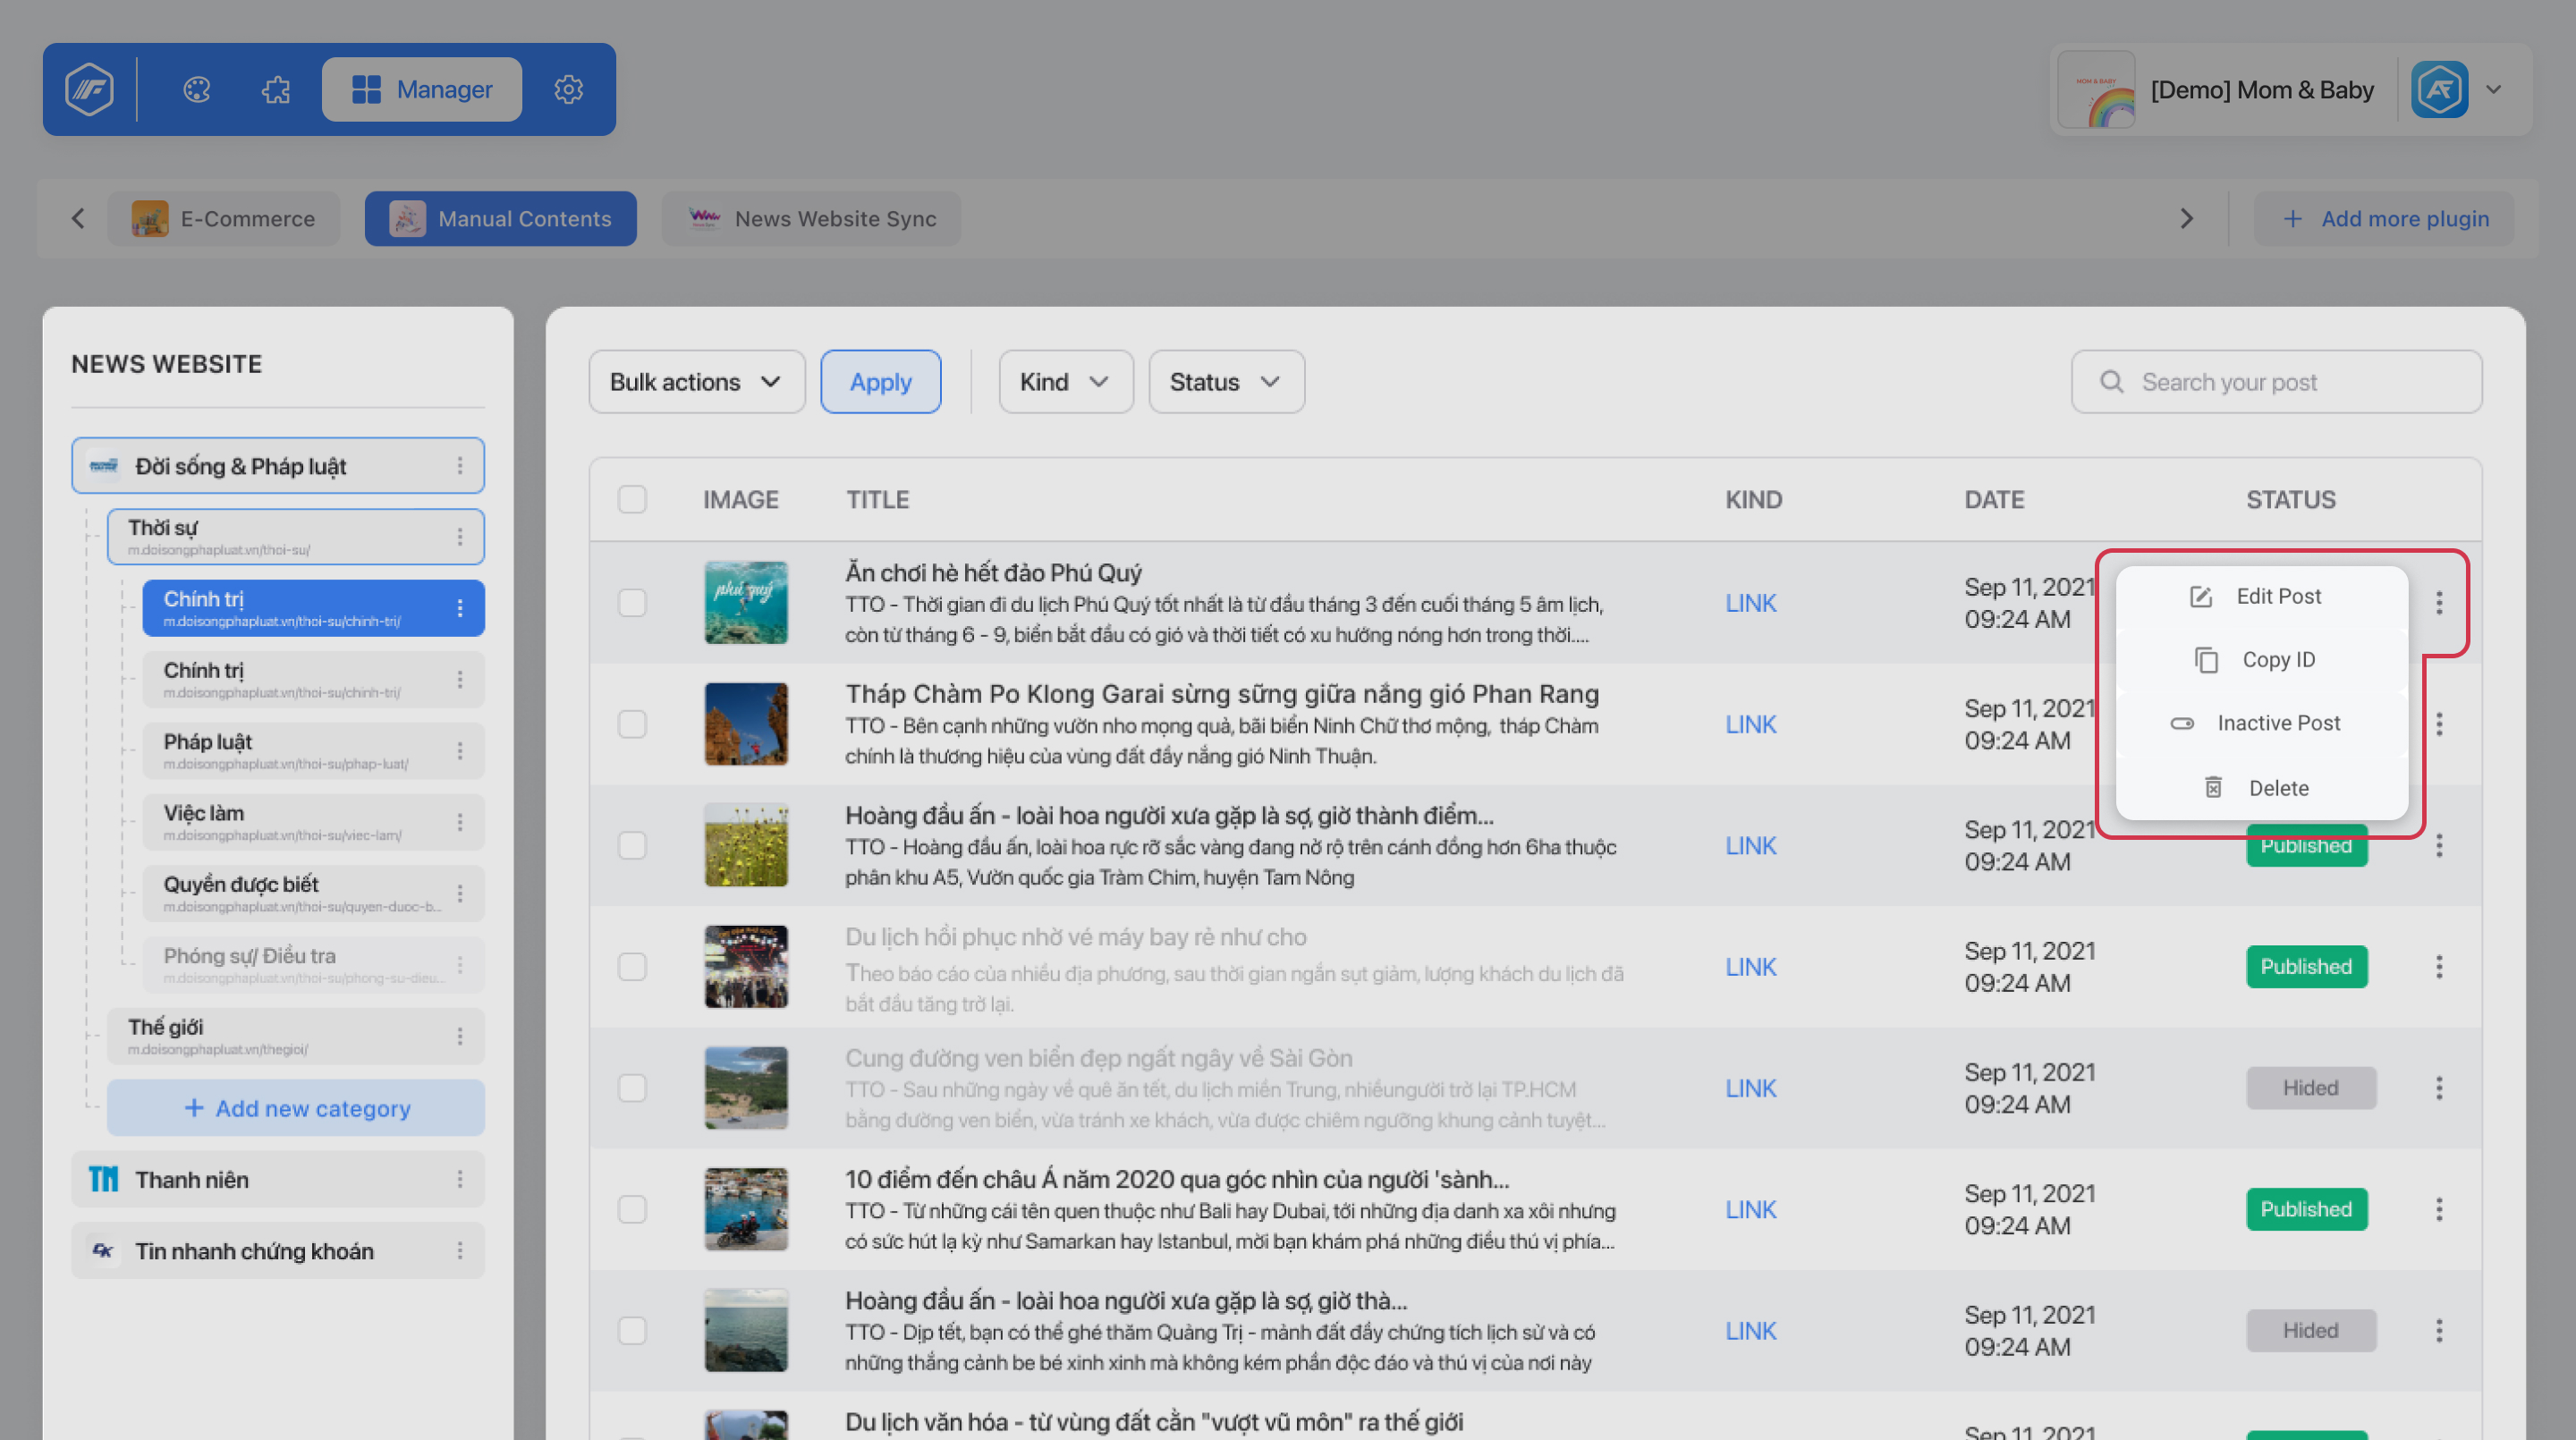 Manager
MOM & BABY
[Demo] Mom & Baby
E-Commerce
Manual Contents
News Website Sync
Add more plugin
NEWS WEBSITE
Đời sống & Pháp luật
Thời sự
m.doisongphapluat.vn/thoi-su/
Chính trị
m.doisongphapluat.vn/thoi-su/chinh-tri/
Chính trị
m.doisongphapluat.vn/thoi-su/chinh-tri/
Pháp luật
m.doisongphapluat.vn/thoi-su/phap-luat/
Việc làm
m.doisongphapluat.vn/thoi-su/viec-lam/
Quyền được biết
m.doisongphapluat.vn/thoi-su/quyen-duoc-b...
Phóng sự/ Điều tra
m.doisongphapluat.vn/thoi-su/phong-su-dieu...
Thế giới
m.doisongphapluat.vn/thegioi/
+ Add new category
TN Thanh niên
Tin nhanh chứng khoán
Bulk actions
Apply
Kind
Status
Search your post
IMAGE TITLE KIND DATE STATUS
phú quý
Ăn chơi hè hết đảo Phú Quý
TTO - Thời gian đi du lịch Phú Quý tốt nhất là từ đầu tháng 3 đến cuối tháng 5 âm lịch,
còn từ tháng 6 - 9, biển bắt đầu có gió và thời tiết có xu hướng nóng hơn trong thời....
LINK
Sep 11, 2021
09:24 AM
Edit Post
Copy ID
Inactive Post
Delete
Tháp Chàm Po Klong Garai sừng sững giữa nắng gió Phan Rang
TTO - Bên cạnh những vườn nho mọng quả, bãi biển Ninh Chữ thơ mộng, tháp Chàm
chính là thương hiệu của vùng đất đầy nắng gió Ninh Thuận.
LINK
Sep 11, 2021
09:24 AM
Hoàng đầu ấn - loài hoa người xưa gặp là sợ, giờ thành điểm...
TTO - Hoàng đầu ấn, loài hoa rực rỡ sắc vàng đang nở rộ trên cánh đồng hơn 6ha thuộc
phân khu A5, Vườn quốc gia Tràm Chim, huyện Tam Nông
LINK
Sep 11, 2021
09:24 AM
Published
Du lịch hồi phục nhờ vé máy bay rẻ như cho
Theo báo cáo của nhiều địa phương, sau thời gian ngắn sụt giảm, lượng khách du lịch đã
bắt đầu tăng trở lại.
LINK
Sep 11, 2021
09:24 AM
Published
Cung đường ven biển đẹp ngất ngây về Sài Gòn
TTO - Sau những ngày về quê ăn tết, du lịch miền Trung, nhiềungười trở lại TP.HCM
bằng đường ven biển, vừa tránh xe khách, vừa được chiêm ngưỡng khung cảnh tuyệt...
LINK
Sep 11, 2021
09:24 AM
Hided
10 điểm đến châu Á năm 2020 qua góc nhìn của người 'sành...
TTO - Từ những cái tên quen thuộc như Bali hay Dubai, tới những địa danh xa xôi nhưng
có sức hút lạ kỳ như Samarkan hay Istanbul, mời bạn khám phá những điều thú vị phía...
LINK
Sep 11, 2021
09:24 AM
Published
Hoàng đầu ấn - loài hoa người xưa gặp là sợ, giờ thà...
TTO - Dịp tết, bạn có thể ghé thăm Quảng Trị - mảnh đất đầy chứng tích lịch sử và có
những thắng cảnh be bé xinh xinh mà không kém phần độc đáo và thú vị của nơi này
LINK
Sep 11, 2021
09:24 AM
Hided
Du lịch văn hóa - từ vùng đất cằn "vượt vũ môn" ra thế giới
Sep 11, 2021